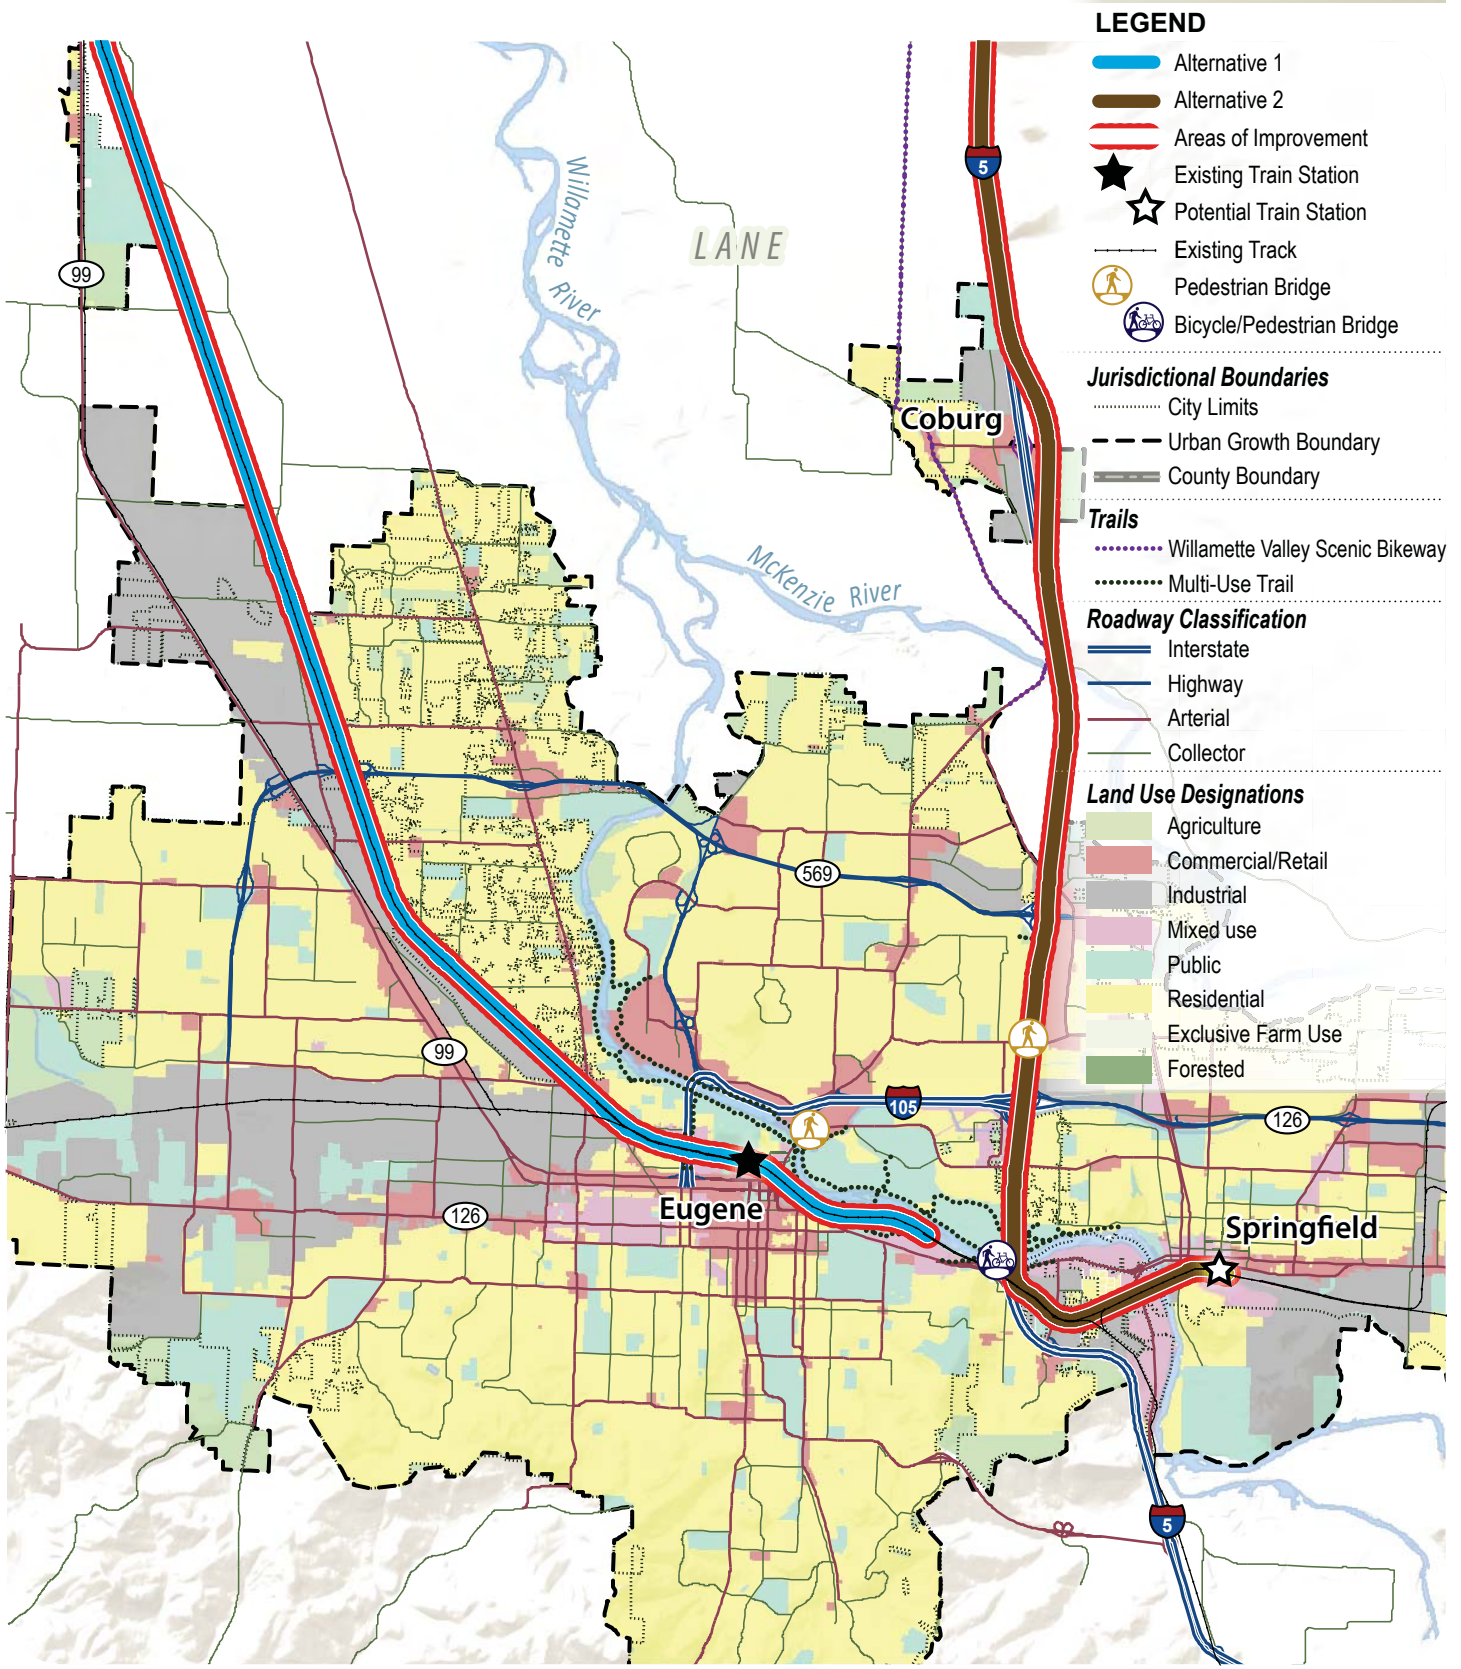 LEGEND
Alternative 1
Alternative 2
Areas of Improvement
Existing Train Station
Potential Train Station
Existing Track
Pedestrian Bridge
Bicycle/Pedestrian Bridge
Jurisdictional Boundaries
City Limits
Urban Growth Boundary
County Boundary
Trails
Willamette Valley Scenic Bikeway
Multi-Use Trail
Roadway Classification
Interstate
Highway
Arterial
Collector
Land Use Designations
Agriculture
Commercial/Retail
Industrial
Mixed use
Public
Residential
Exclusive Farm Use
Forested
5
Willamette River
LANE
99
Coburg
McKenzie River
569
99
105
126
Eugene
126
Springfield
5